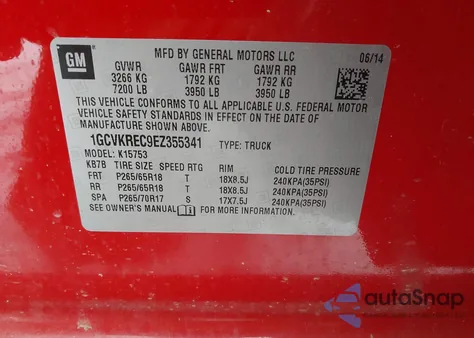 GM
MFD BY GENERAL MOTORS LLC 06/14
GVWR GAWR FRT GAWR RR
3266 KG 1792 KG 1792 KG
7200 LB 3950 LB 3950 LB
THIS VEHICLE CONFORMS TO ALL APPLICABLE U.S. FEDERAL MOTOR
VEHICLE SAFETY STANDARDS IN EFFECT ON THE DATE OF
MANUFACTURE SHOWN ABOVE.
1GCVKREC9EZ355341 TYPE: TRUCK
MODEL: K15753
KB7B TIRE SIZE SPEED RTG RIM COLD TIRE PRESSURE
FRT P265/65R18 T 18X8.5J 240KPA(35PSI)
RR P265/65R18 T 18X8.5J 240KPA(35PSI)
SPA P265/70R17 S 17X7.5J 240KPA(35PSI)
SEE OWNER'S MANUAL FOR MORE INFORMATION.
autoSnap